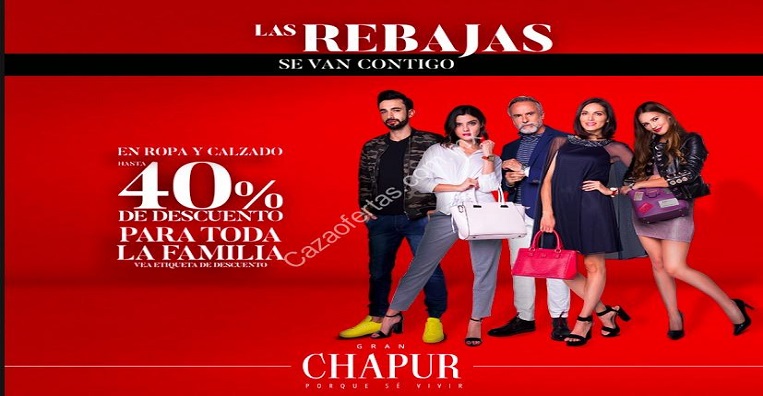 LAS REBAJAS
SE VAN CONTIGO
EN ROPA Y CALZADO
HASTA
40%
DE DESCUENTO
PARA TODA
LA FAMILIA
VEA ETIQUETA DE DESCUENTO
Cazaofertas.com
GRAN
CHAPUR
PORQUE SÉ VIVIR